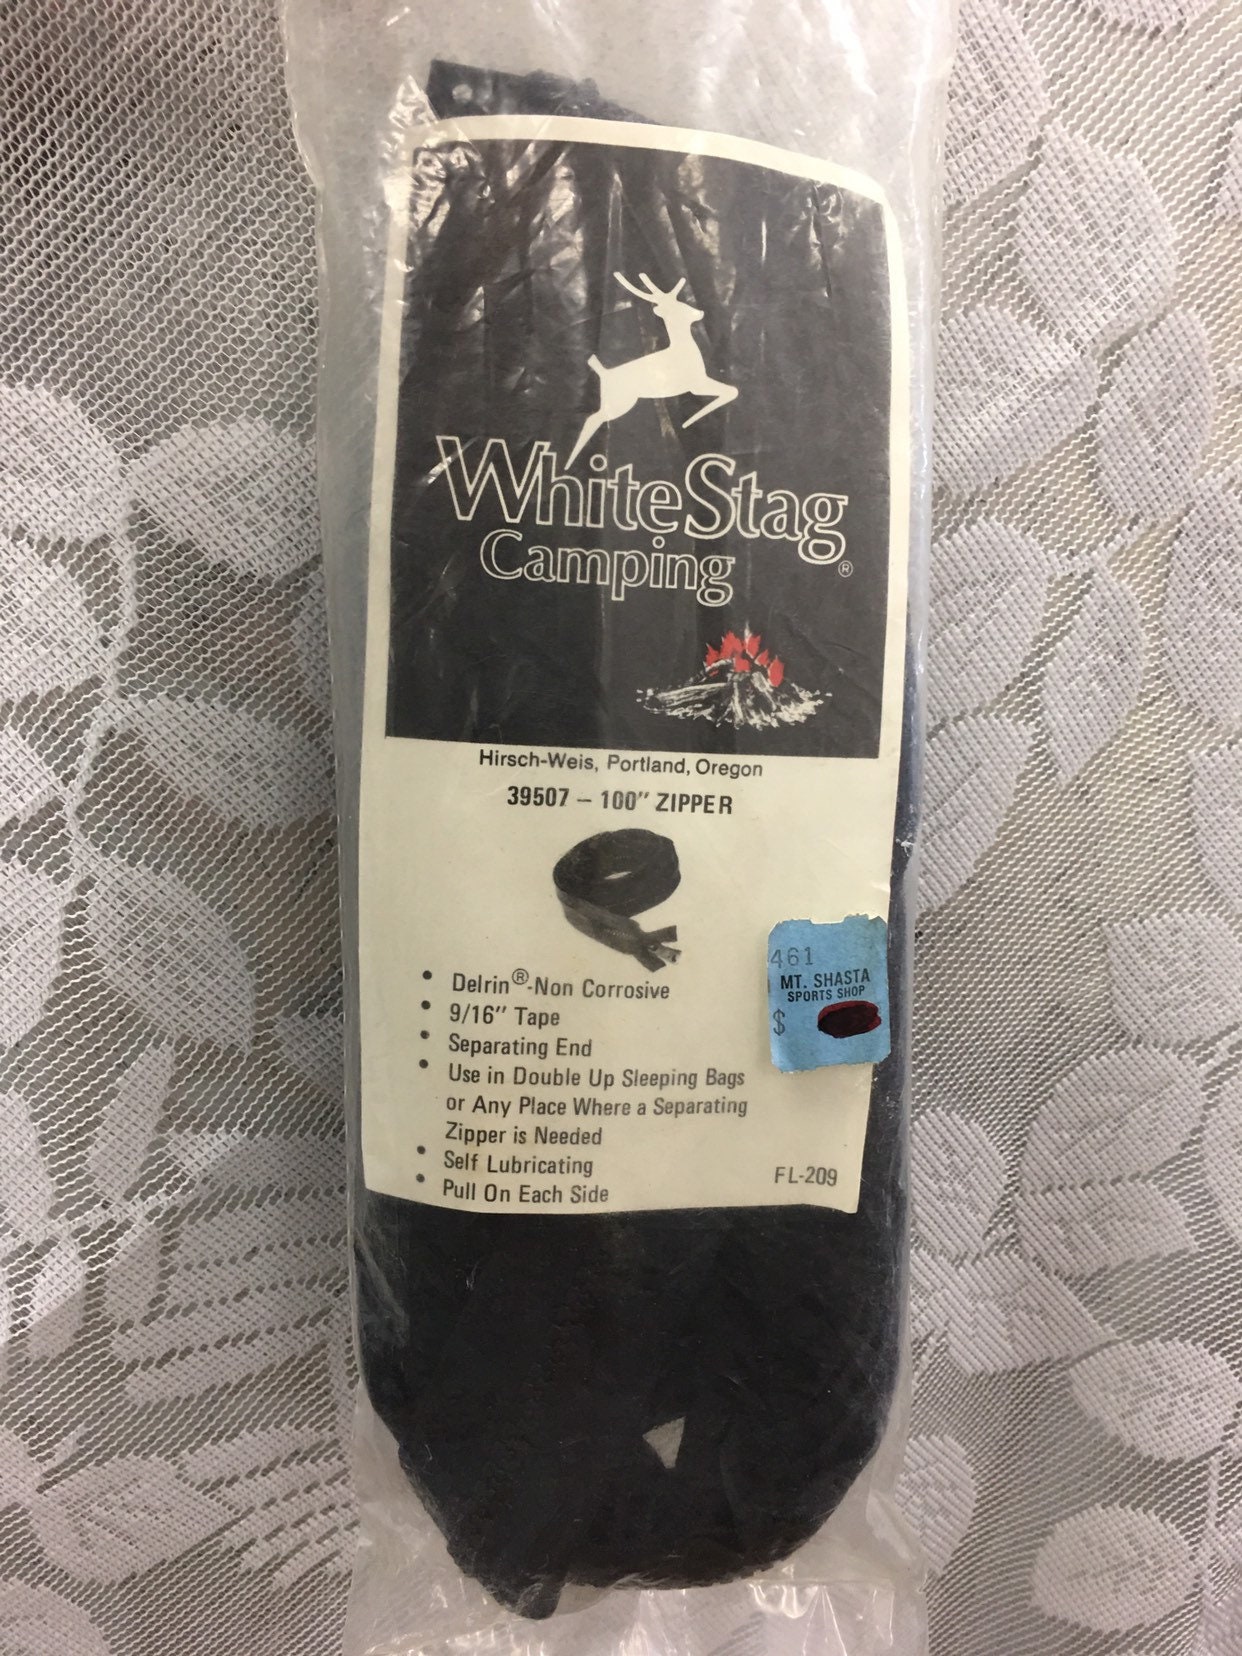 WhiteStag
Camping ®
Hirsch-Weis, Portland, Oregon
39507 – 100" ZIPPER
• Delrin®-Non Corrosive
• 9/16" Tape
• Separating End
• Use in Double Up Sleeping Bags
or Any Place Where a Separating
Zipper is Needed
• Self Lubricating
• Pull On Each Side
FL-209
461
MT. SHASTA
SPORTS SHOP
$